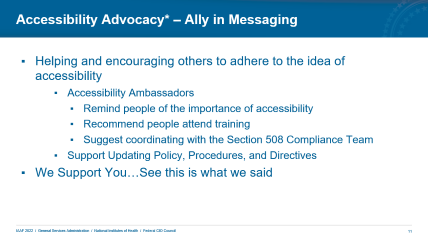 Accessibility Advocacy* – Ally in Messaging
▪ Helping and encouraging others to adhere to the idea of
accessibility
• Accessibility Ambassadors
• Remind people of the importance of accessibility
• Recommend people attend training
• Suggest coordinating with the Section 508 Compliance Team
• Support Updating Policy, Procedures, and Directives
▪ We Support You…See this is what we said
IAAP 2022 | General Services Administration | National Institutes of Health | Federal CIO Council